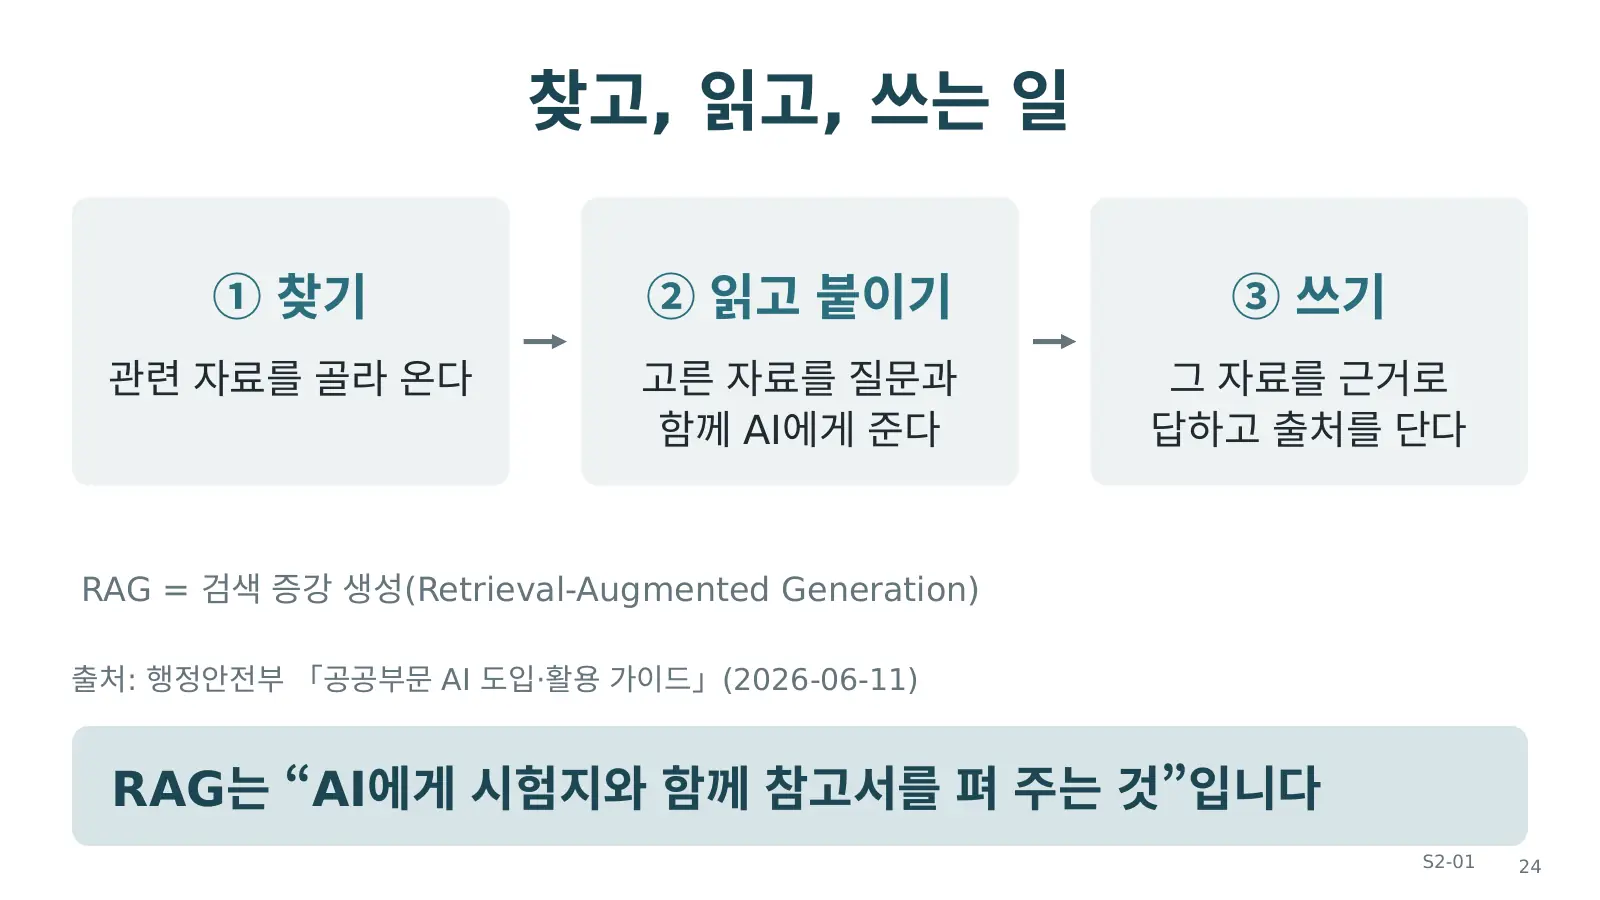 찾고, 읽고, 쓰는 일
① 찾기
관련 자료를 골라 온다
② 읽고 붙이기
고른 자료를 질문과
함께 AI에게 준다
③ 쓰기
그 자료를 근거로
답하고 출처를 단다
RAG = 검색 증강 생성(Retrieval-Augmented Generation)
출처: 행정안전부 「공공부문 AI 도입·활용 가이드」(2026-06-11)
RAG는 “AI에게 시험지와 함께 참고서를 펴 주는 것”입니다
S2-01
24